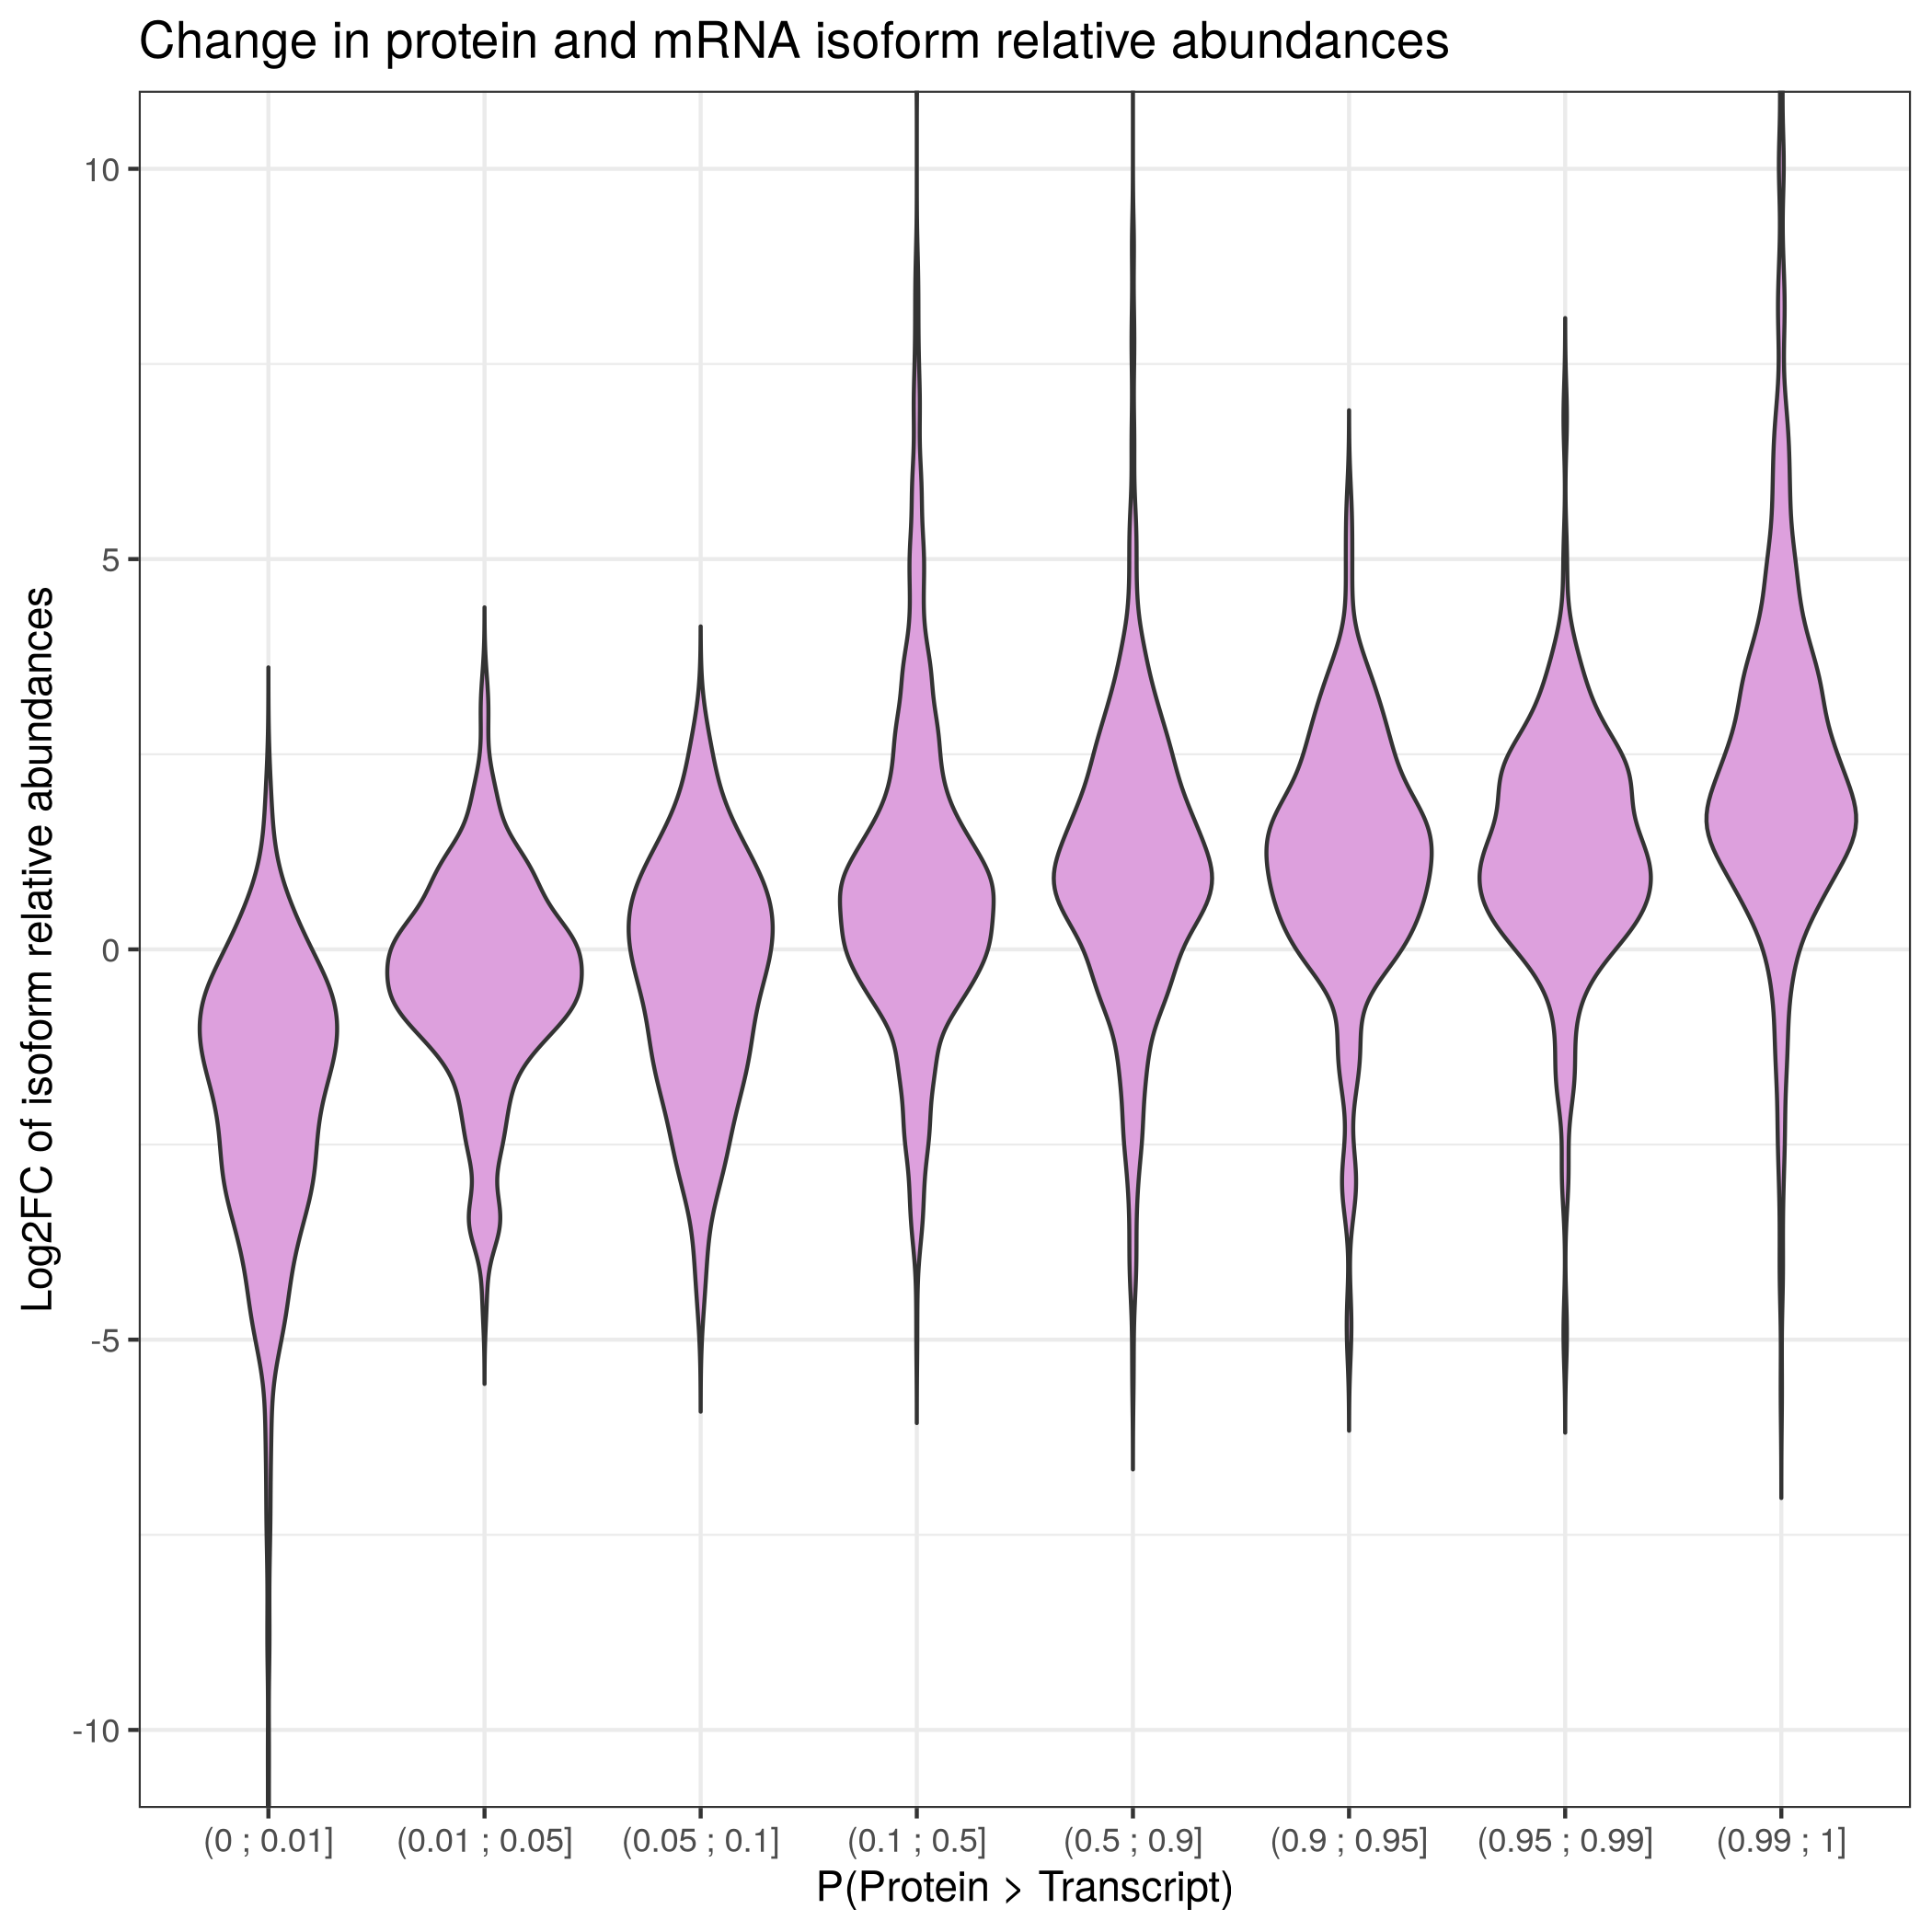 Change in protein and mRNA isoform relative abundances
Log2FC of isoform relative abundances
10
5
0
-5
-10
(0 ; 0.01] (0.01 ; 0.05] (0.05 ; 0.1] (0.1 ; 0.5] (0.5 ; 0.9] (0.9 ; 0.95] (0.95 ; 0.99] (0.99 ; 1]
P(Protein > Transcript)